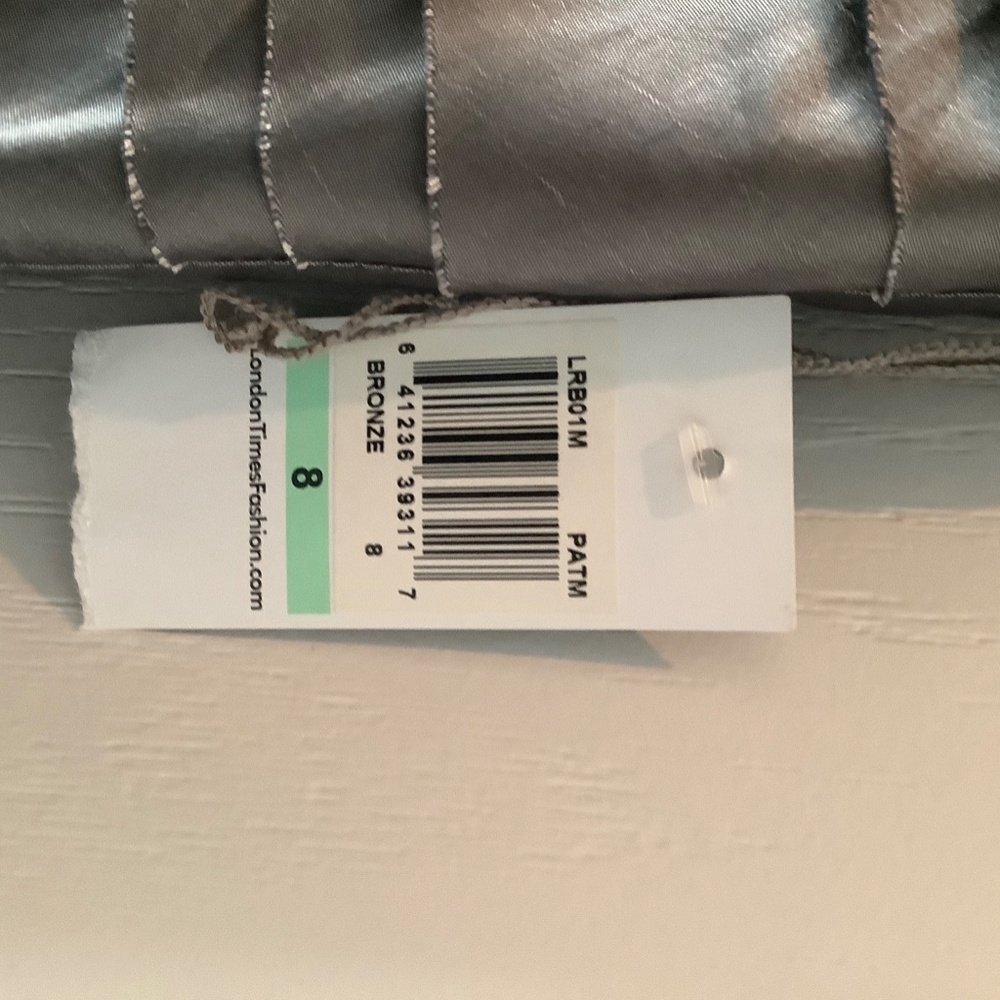 LRB01M PATM
6 41236 39311 7
BRONZE 8
8
LondonTimesFashion.com